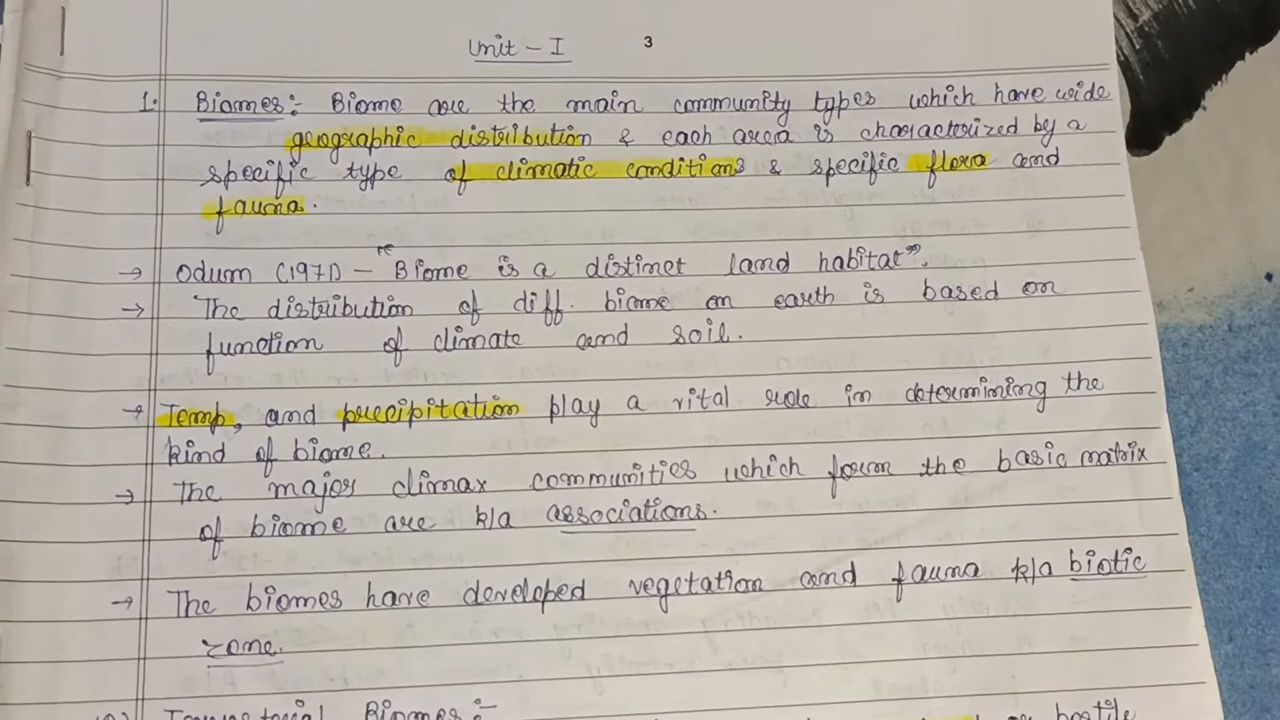 Unit - I
3
1. Biomes:- Biome are the main community types which have wide
geographic distribution & each area is characterized by a
specific type of climatic conditions & specific flora and
fauna.
→ Odum (1971) - "Biome is a distinct land habitat".
→ The distribution of diff. biome on earth is based on
function of climate and soil.
→ Temp, and precipitation play a vital role in determining the
kind of biome.
→ The major climax communities which form the basic matrix
of biome are k/a associations.
→ The biomes have developed vegetation and fauna k/a biotic
zone.
Biomes:-
hostile